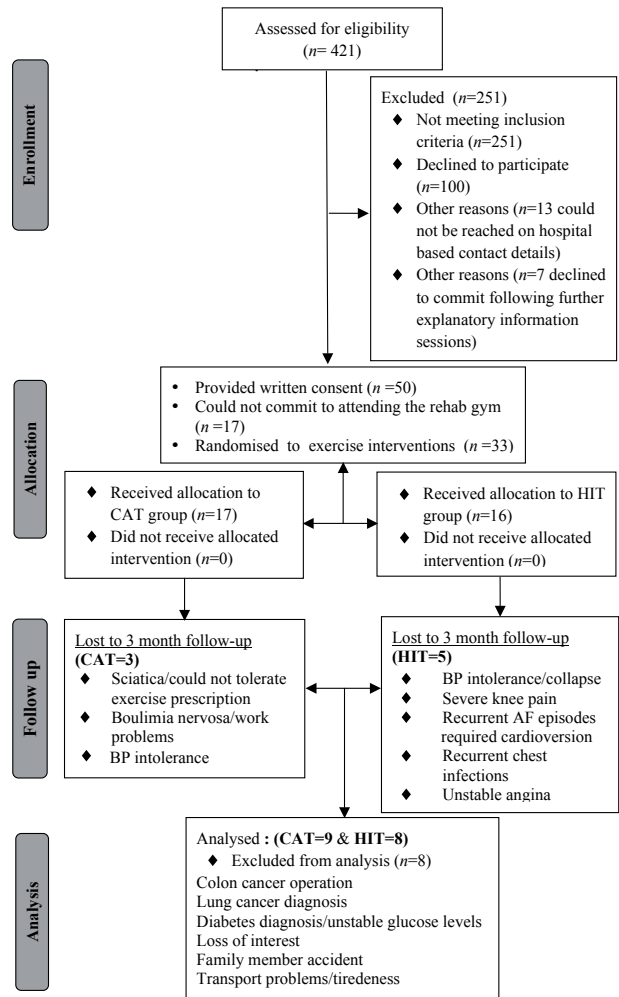 Assessed for eligibility
(n= 421)
Enrollment
Excluded (n=251)
♦ Not meeting inclusion
criteria (n=251)
♦ Declined to participate
(n=100)
♦ Other reasons (n=13 could
not be reached on hospital
based contact details)
♦ Other reasons (n=7 declined
to commit following further
explanatory information
sessions)
Allocation
• Provided written consent (n =50)
• Could not commit to attending the rehab gym
(n =17)
• Randomised to exercise interventions (n =33)
♦ Received allocation to
CAT group (n=17)
♦ Did not receive allocated
intervention (n=0)
♦ Received allocation to HIT
group (n=16)
♦ Did not receive allocated
intervention (n=0)
Follow up
Lost to 3 month follow-up
(CAT=3)
♦ Sciatica/could not tolerate
exercise prescription
♦ Boulimia nervosa/work
problems
♦ BP intolerance
Lost to 3 month follow-up
(HIT=5)
♦ BP intolerance/collapse
♦ Severe knee pain
♦ Recurrent AF episodes
required cardioversion
♦ Recurrent chest
infections
♦ Unstable angina
Analysis
Analysed : (CAT=9 & HIT=8)
♦ Excluded from analysis (n=8)
Colon cancer operation
Lung cancer diagnosis
Diabetes diagnosis/unstable glucose levels
Loss of interest
Family member accident
Transport problems/tiredeness